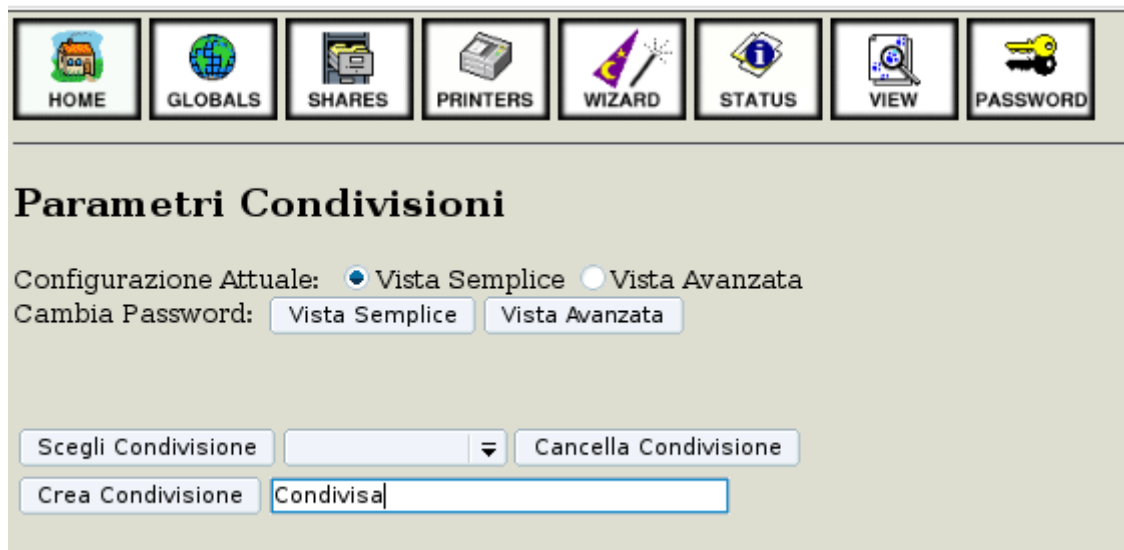 HOME GLOBALS SHARES PRINTERS WIZARD STATUS VIEW PASSWORD
Parametri Condivisioni
Configurazione Attuale: Vista Semplice Vista Avanzata
Cambia Password: Vista Semplice Vista Avanzata
Scegli Condivisione Cancella Condivisione
Crea Condivisione Condivisa